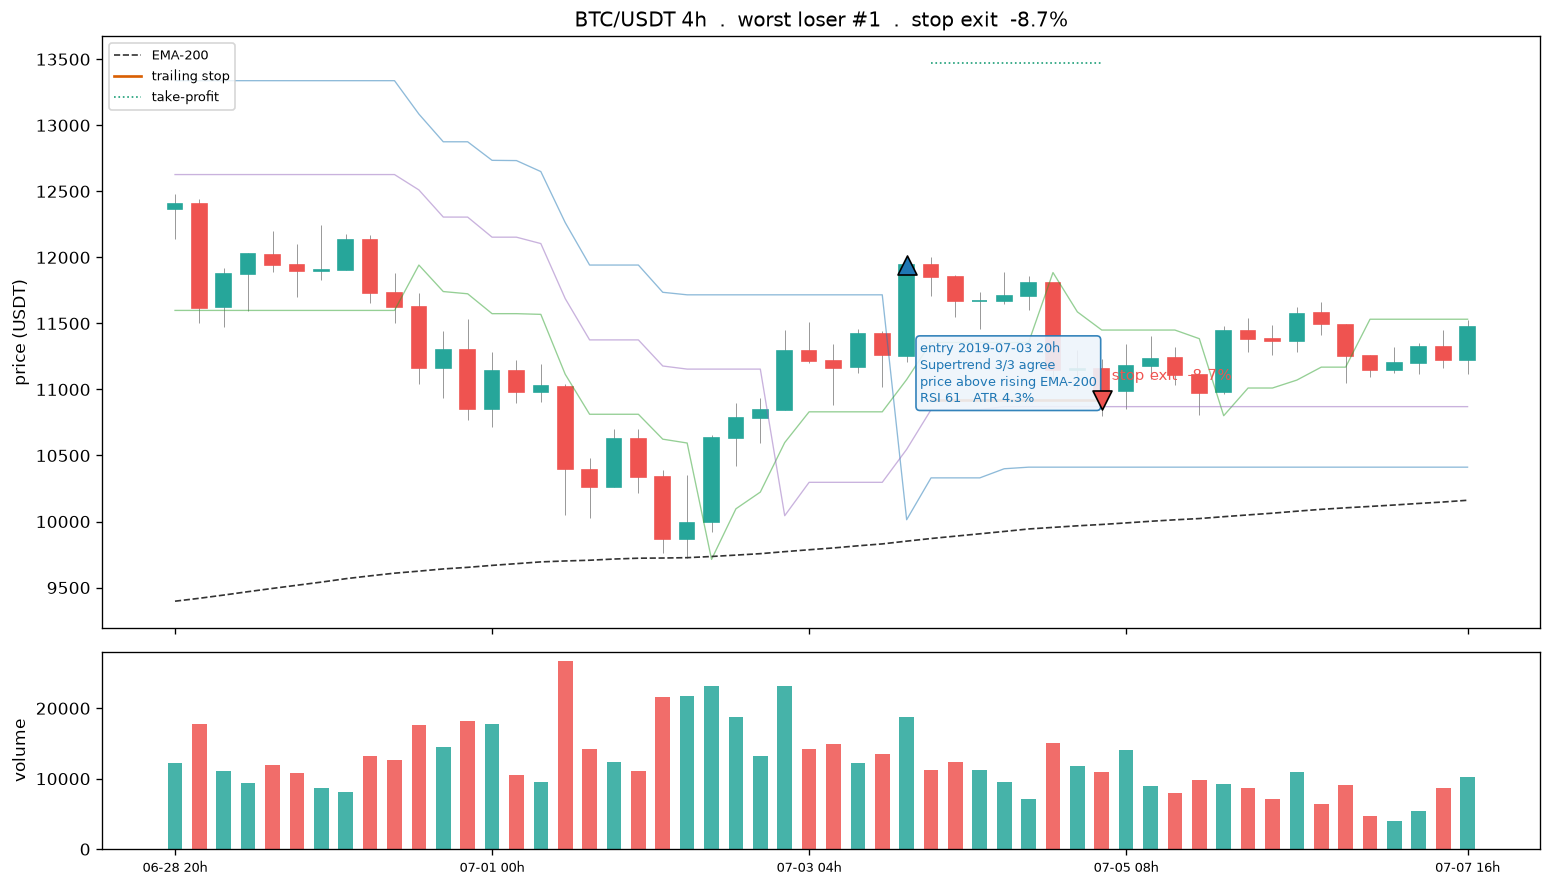 BTC/USDT 4h . worst loser #1 . stop exit -8.7%
EMA-200
trailing stop
take-profit
price (USDT)
13500
13000
12500
12000
11500
11000
10500
10000
9500
entry 2019-07-03 20h
Supertrend 3/3 agree
price above rising EMA-200
RSI 61 ATR 4.3%
stop exit -8.7%
volume
20000
10000
0
06-28 20h
07-01 00h
07-03 04h
07-05 08h
07-07 16h